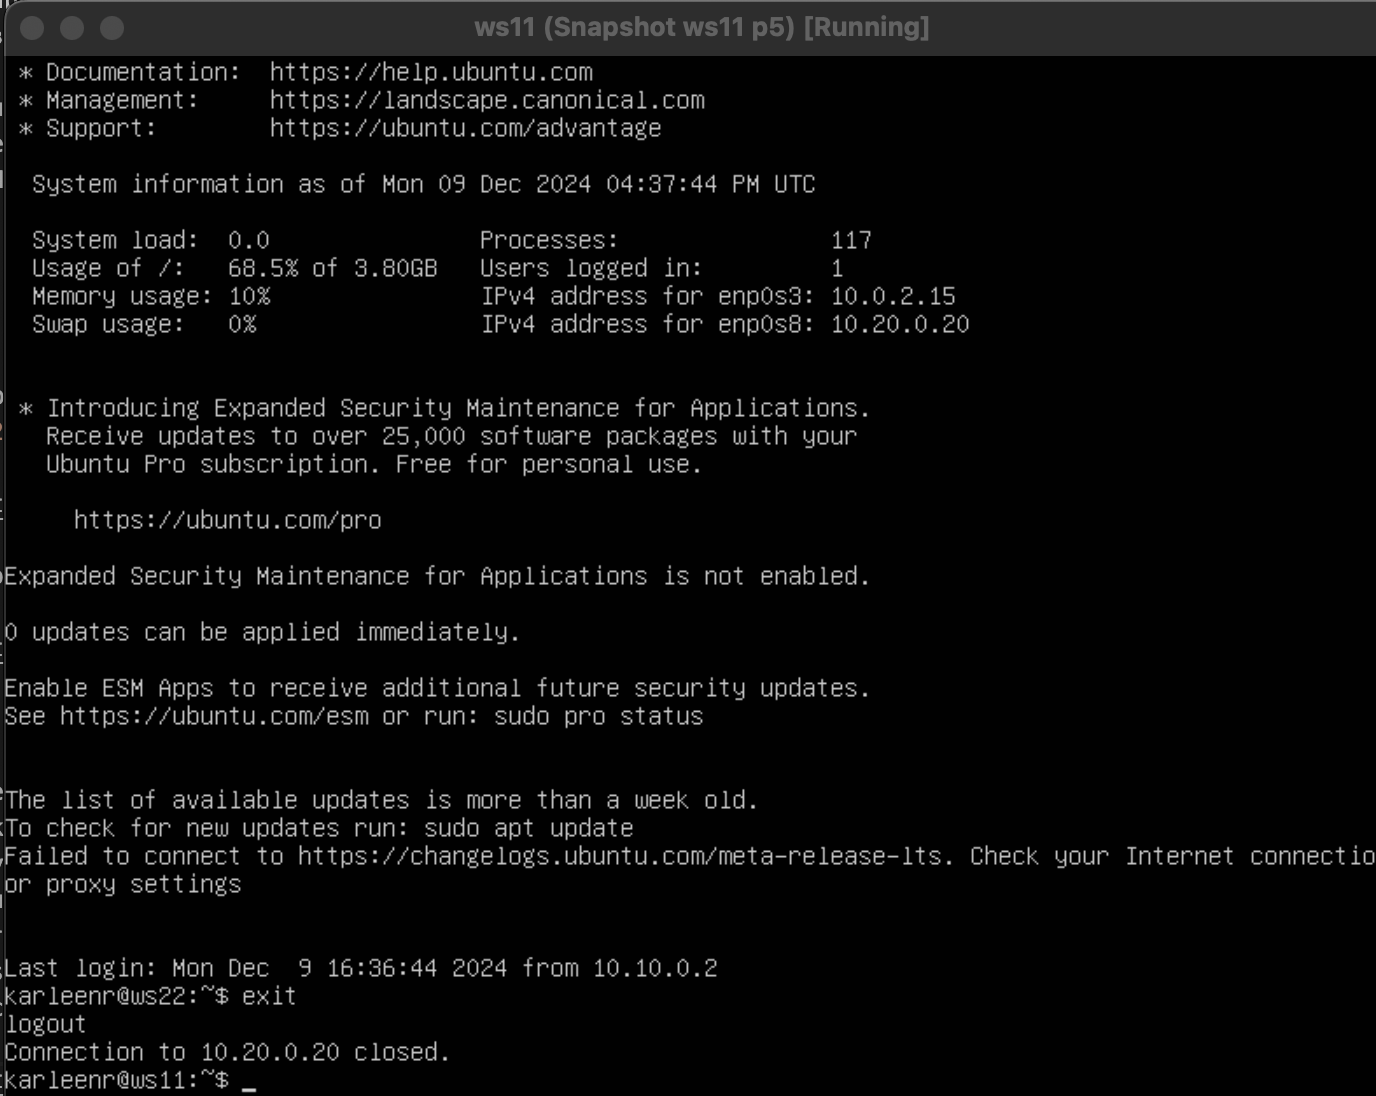 ws11 (Snapshot ws11 p5) [Running]
* Documentation:  https://help.ubuntu.com
* Management:     https://landscape.canonical.com
* Support:        https://ubuntu.com/advantage
System information as of Mon 09 Dec 2024 04:37:44 PM UTC
System load:  0.0               Processes:               117
Usage of /:   68.5% of 3.80GB   Users logged in:         1
Memory usage: 10%               IPv4 address for enp0s3: 10.0.2.15
Swap usage:   0%                IPv4 address for enp0s8: 10.20.0.20
* Introducing Expanded Security Maintenance for Applications.
Receive updates to over 25,000 software packages with your
Ubuntu Pro subscription. Free for personal use.
https://ubuntu.com/pro
Expanded Security Maintenance for Applications is not enabled.
0 updates can be applied immediately.
Enable ESM Apps to receive additional future security updates.
See https://ubuntu.com/esm or run: sudo pro status
The list of available updates is more than a week old.
To check for new updates run: sudo apt update
Failed to connect to https://changelogs.ubuntu.com/meta-release-lts. Check your Internet connectio
or proxy settings
Last login: Mon Dec  9 16:36:44 2024 from 10.10.0.2
karleenr@ws22:~$ exit
logout
Connection to 10.20.0.20 closed.
karleenr@ws11:~$ _